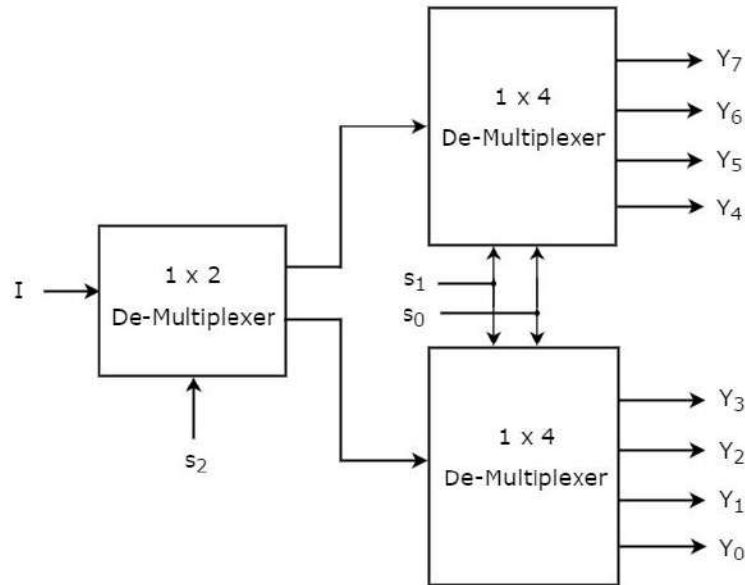 1 x 4
De-Multiplexer
Y₇
Y₆
Y₅
Y₄
I
1 x 2
De-Multiplexer
s₂
s₁
s₀
1 x 4
De-Multiplexer
Y₃
Y₂
Y₁
Y₀